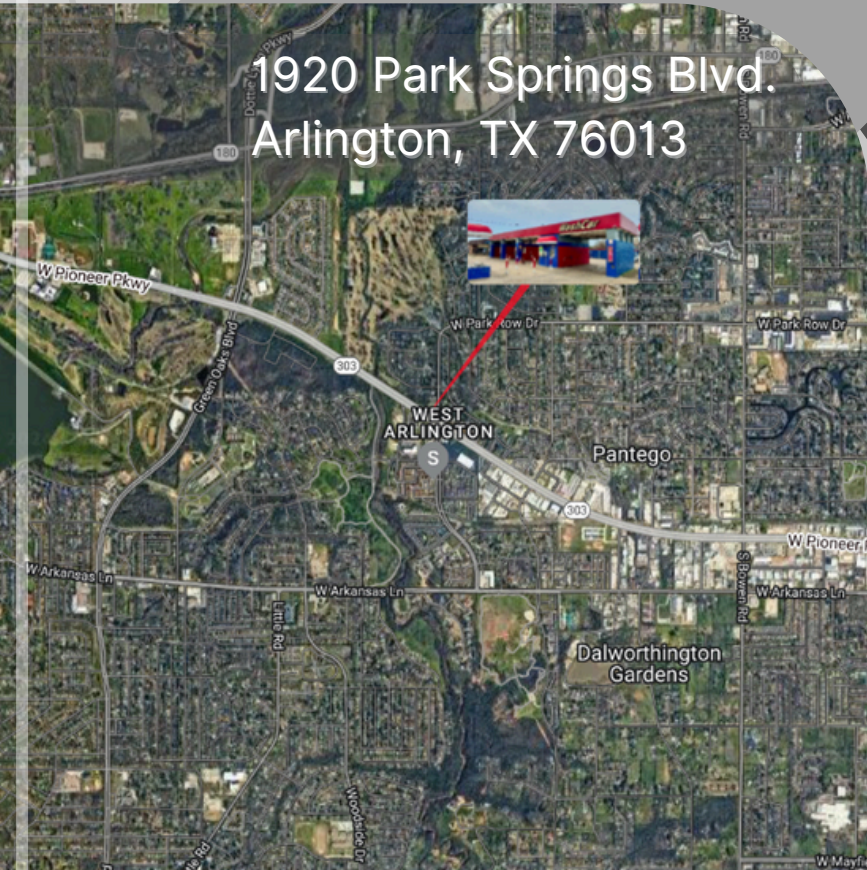 1920 Park Springs Blvd.
Arlington, TX 76013
180
180
W Pioneer Pkwy
Green Oaks Blvd
303
W Park Row Dr
W Park Row Dr
WEST
ARLINGTON
S
Pantego
303
W Pioneer
W Arkansas Ln
W Arkansas Ln
W Arkansas Ln
S Bowen Rd
Little Rd
Dalworthington
Gardens
Woodside Dr